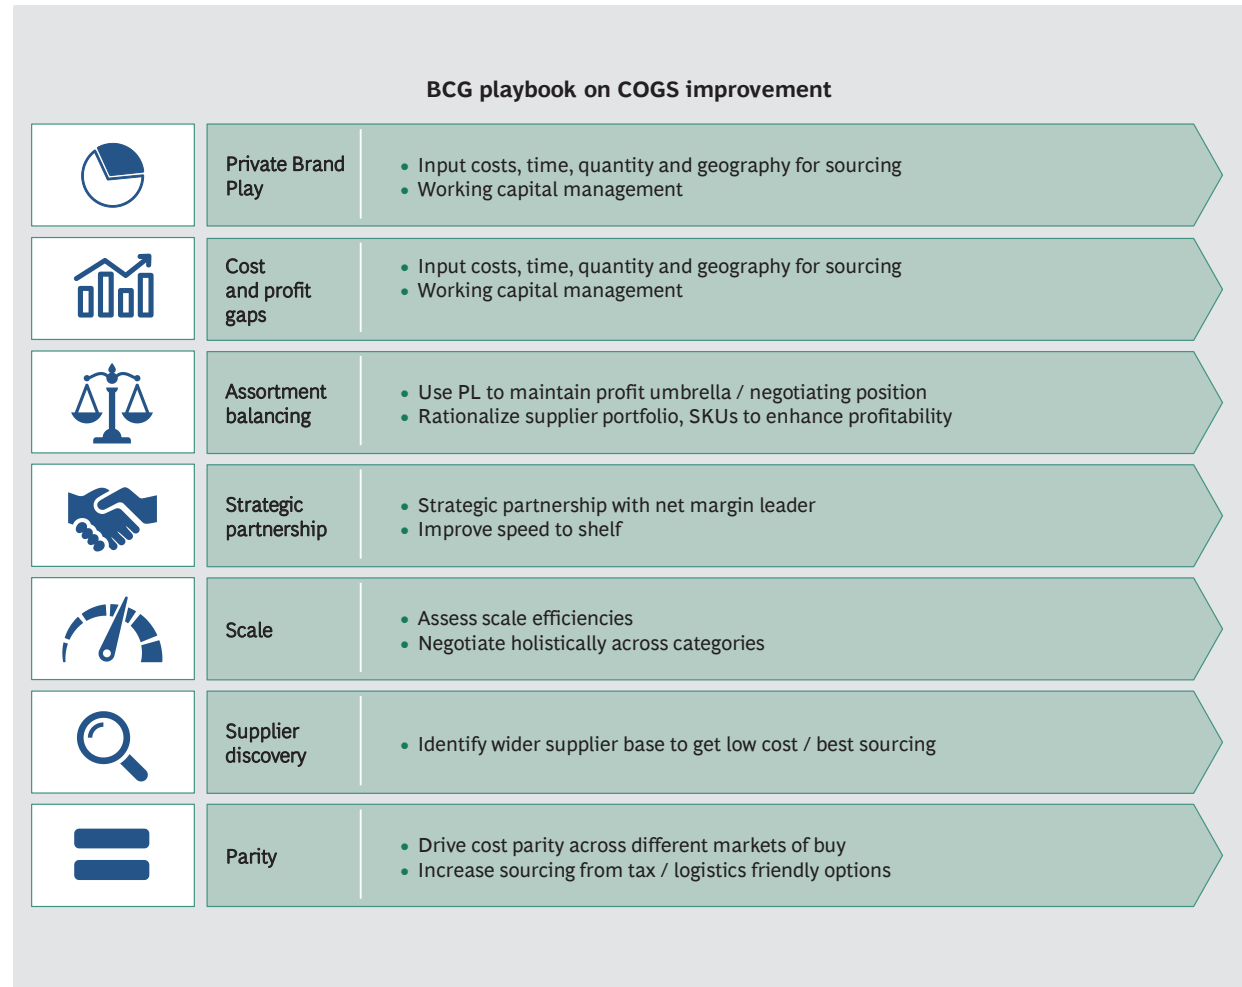 BCG playbook on COGS improvement
Private Brand
Play
• Input costs, time, quantity and geography for sourcing
• Working capital management
Cost
and profit
gaps
• Input costs, time, quantity and geography for sourcing
• Working capital management
Assortment
balancing
• Use PL to maintain profit umbrella / negotiating position
• Rationalize supplier portfolio, SKUs to enhance profitability
Strategic
partnership
• Strategic partnership with net margin leader
• Improve speed to shelf
Scale
• Assess scale efficiencies
• Negotiate holistically across categories
Supplier
discovery
• Identify wider supplier base to get low cost / best sourcing
Parity
• Drive cost parity across different markets of buy
• Increase sourcing from tax / logistics friendly options